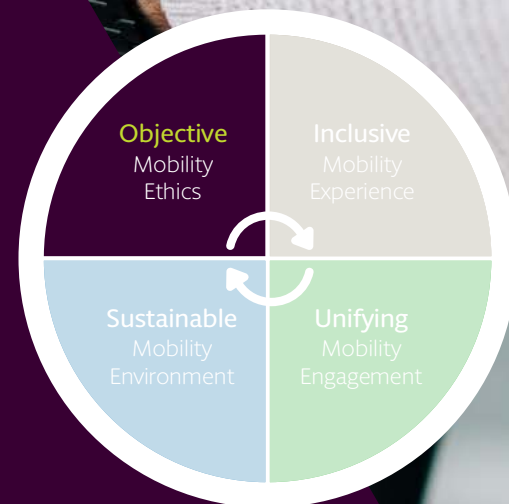 Objective
Mobility
Ethics
Inclusive
Mobility
Experience
Sustainable
Mobility
Environment
Unifying
Mobility
Engagement